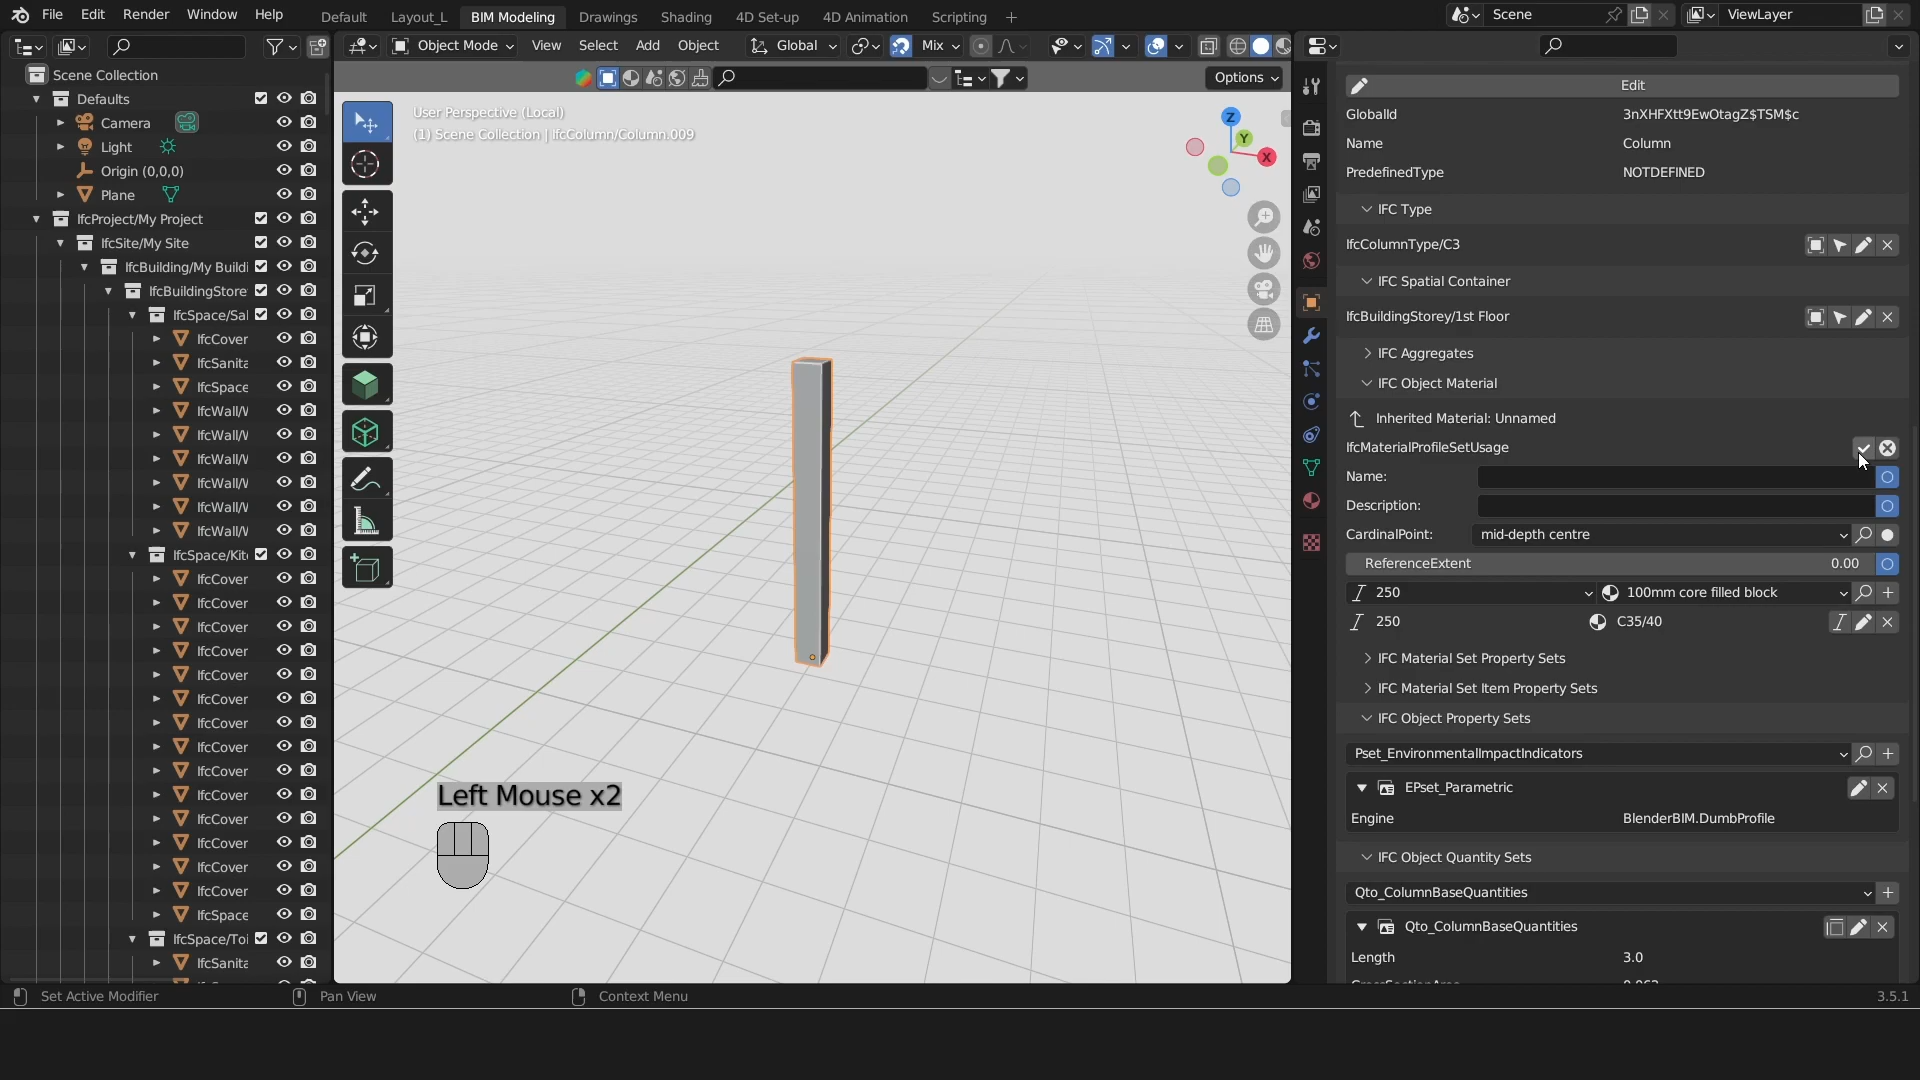 File Edit Render Window Help
Default Layout_L BIM Modeling Drawings Shading 4D Set-up 4D Animation Scripting
Scene ViewLayer
Object Mode View Select Add Object Global Mix
Options
Scene Collection
Defaults
Camera
Light
Origin (0,0,0)
Plane
IfcProject/My Project
IfcSite/My Site
IfcBuilding/My Buildi
IfcBuildingStore
IfcSpace/Sal
IfcCover
IfcSanita
IfcSpace
IfcWall/W
IfcWall/W
IfcWall/W
IfcWall/W
IfcWall/W
IfcWall/W
IfcSpace/Kit
IfcCover
IfcCover
IfcCover
IfcCover
IfcCover
IfcCover
IfcCover
IfcCover
IfcCover
IfcCover
IfcCover
IfcCover
IfcCover
IfcCover
IfcSpace
IfcSpace/Toi
IfcSanita
User Perspective (Local)
(1) Scene Collection | IfcColumn/Column.009
Z
Y
X
Left Mouse x2
Edit
GlobalId 3nXHFXtt9EwOtagZ$TSM$c
Name Column
PredefinedType NOTDEFINED
IFC Type
IfcColumnType/C3
IFC Spatial Container
IfcBuildingStorey/1st Floor
IFC Aggregates
IFC Object Material
Inherited Material: Unnamed
IfcMaterialProfileSetUsage
Name:
Description:
CardinalPoint: mid-depth centre
ReferenceExtent 0.00
250 100mm core filled block
250 C35/40
IFC Material Set Property Sets
IFC Material Set Item Property Sets
IFC Object Property Sets
Pset_EnvironmentalImpactIndicators
EPset_Parametric
Engine BlenderBIM.DumbProfile
IFC Object Quantity Sets
Qto_ColumnBaseQuantities
Qto_ColumnBaseQuantities
Length 3.0
Set Active Modifier Pan View Context Menu 3.5.1